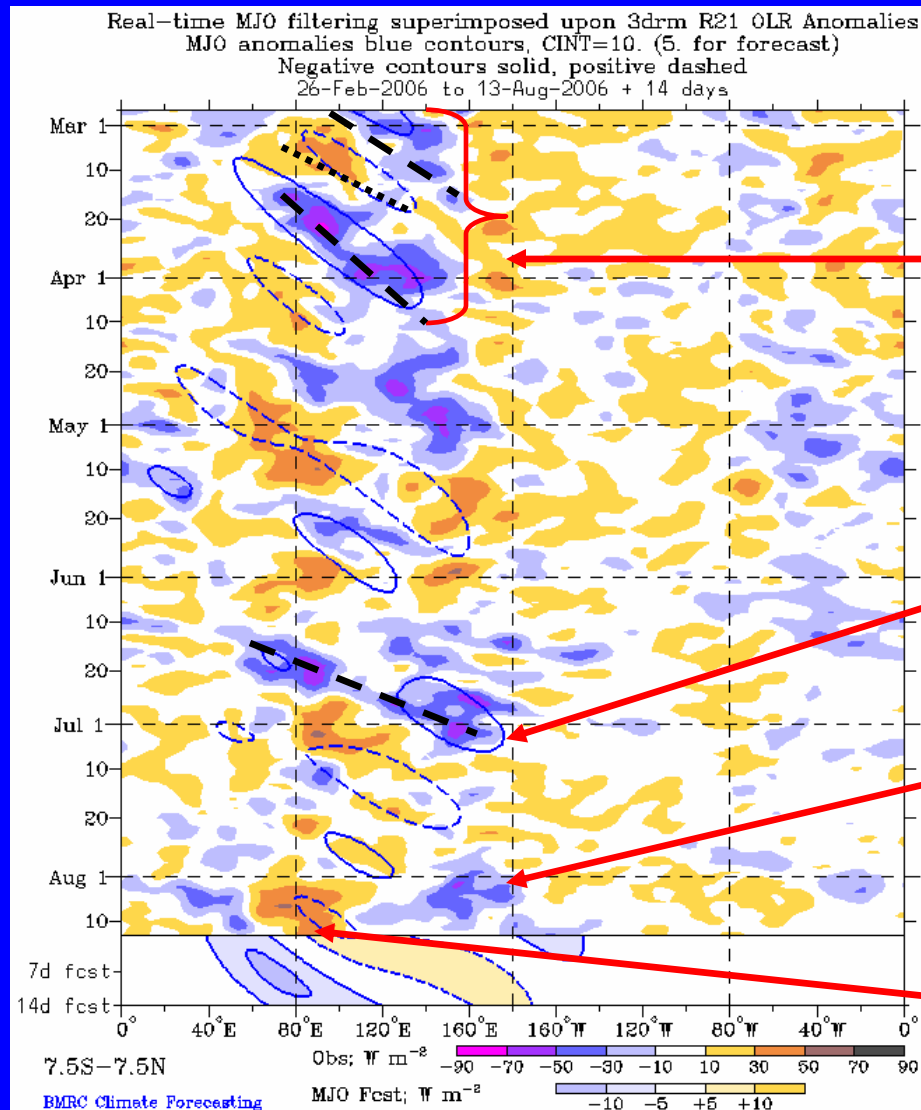 Real-time MJO filtering superimposed upon 3drm R21 OLR Anomalies
MJO anomalies blue contours, CINT=10. (5. for forecast)
Negative contours solid, positive dashed
26-Feb-2006 to 13-Aug-2006 + 14 days
Mar 1
10
20
Apr 1
10
20
May 1
10
20
Jun 1
10
20
Jul 1
10
20
Aug 1
10
7d fcst
14d fcst
0° 40°E 80°E 120°E 160°E 160°W 120°W 80°W 40°W 0°
7.5S-7.5N
Obs; W m⁻²
-90 -70 -50 -30 -10 10 30 50 70 90
BMRC Climate Forecasting
MJO Fcst; W m⁻²
-10 -5 +5 +10